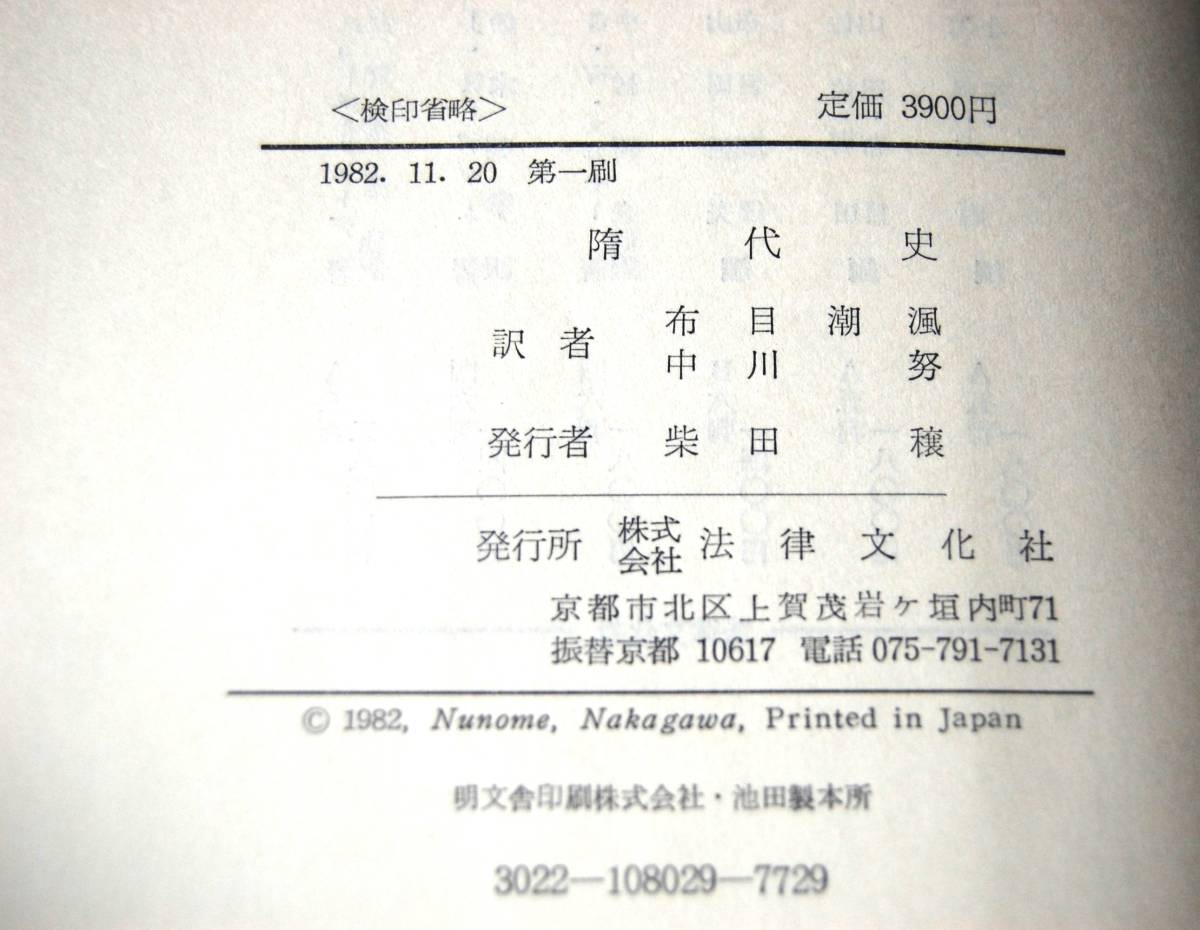 <検印省略> 定価 3900円
1982. 11. 20 第一刷
隋代史
訳者 布目潮渢
中川努
発行者 柴田穣
発行所 株式会社 法律文化社
京都市北区上賀茂岩ケ垣内町71
振替京都 10617 電話 075-791-7131
© 1982, Nunome, Nakagawa, Printed in Japan
明文舎印刷株式会社・池田製本所
3022—108029—7729